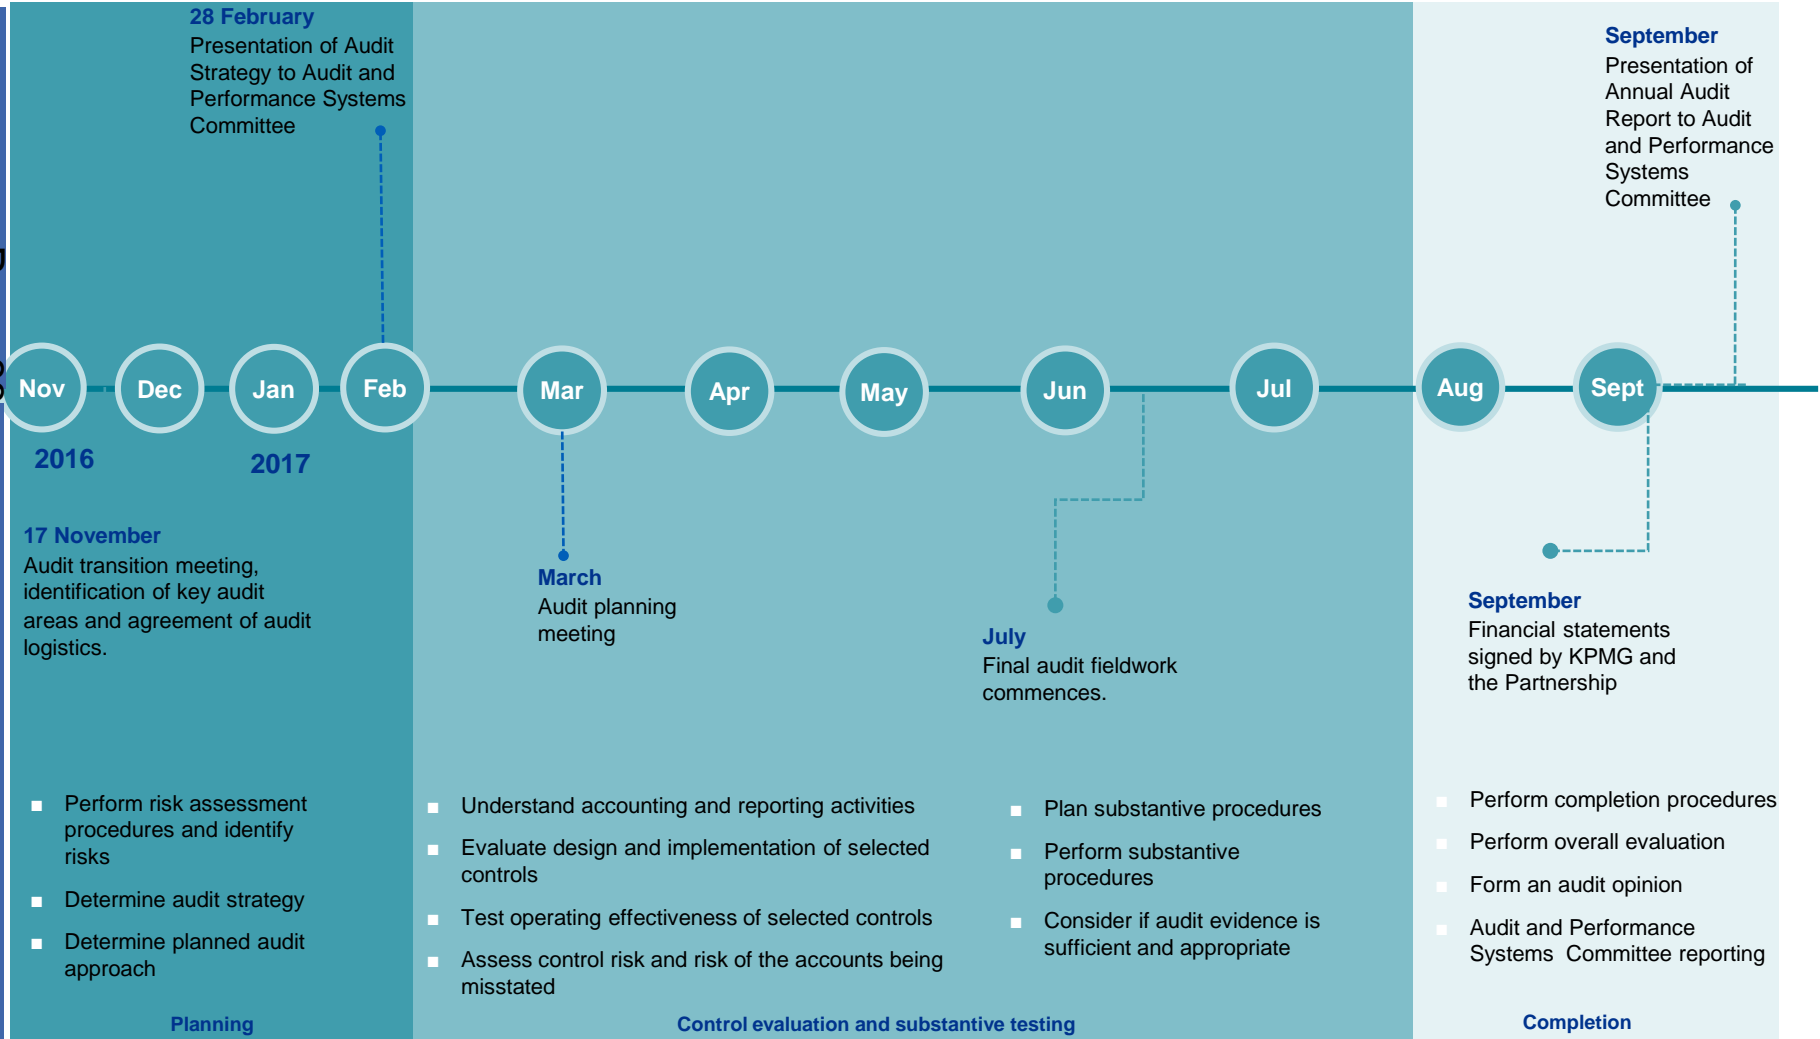 28 February
Presentation of Audit
Strategy to Audit and
Performance Systems
Committee
September
Presentation of
Annual Audit
Report to Audit
and Performance
Systems
Committee
Nov
Dec
Jan
Feb
Mar
Apr
May
Jun
Jul
Aug
Sept
2016
2017
17 November
Audit transition meeting,
identification of key audit
areas and agreement of audit
logistics.
March
Audit planning
meeting
July
Final audit fieldwork
commences.
September
Financial statements
signed by KPMG and
the Partnership
■ Perform risk assessment
procedures and identify
risks
■ Determine audit strategy
■ Determine planned audit
approach
■ Understand accounting and reporting activities
■ Evaluate design and implementation of selected
controls
■ Test operating effectiveness of selected controls
■ Assess control risk and risk of the accounts being
misstated
■ Plan substantive procedures
■ Perform substantive
procedures
■ Consider if audit evidence is
sufficient and appropriate
■ Perform completion procedures
■ Perform overall evaluation
■ Form an audit opinion
■ Audit and Performance
Systems Committee reporting
Planning
Control evaluation and substantive testing
Completion